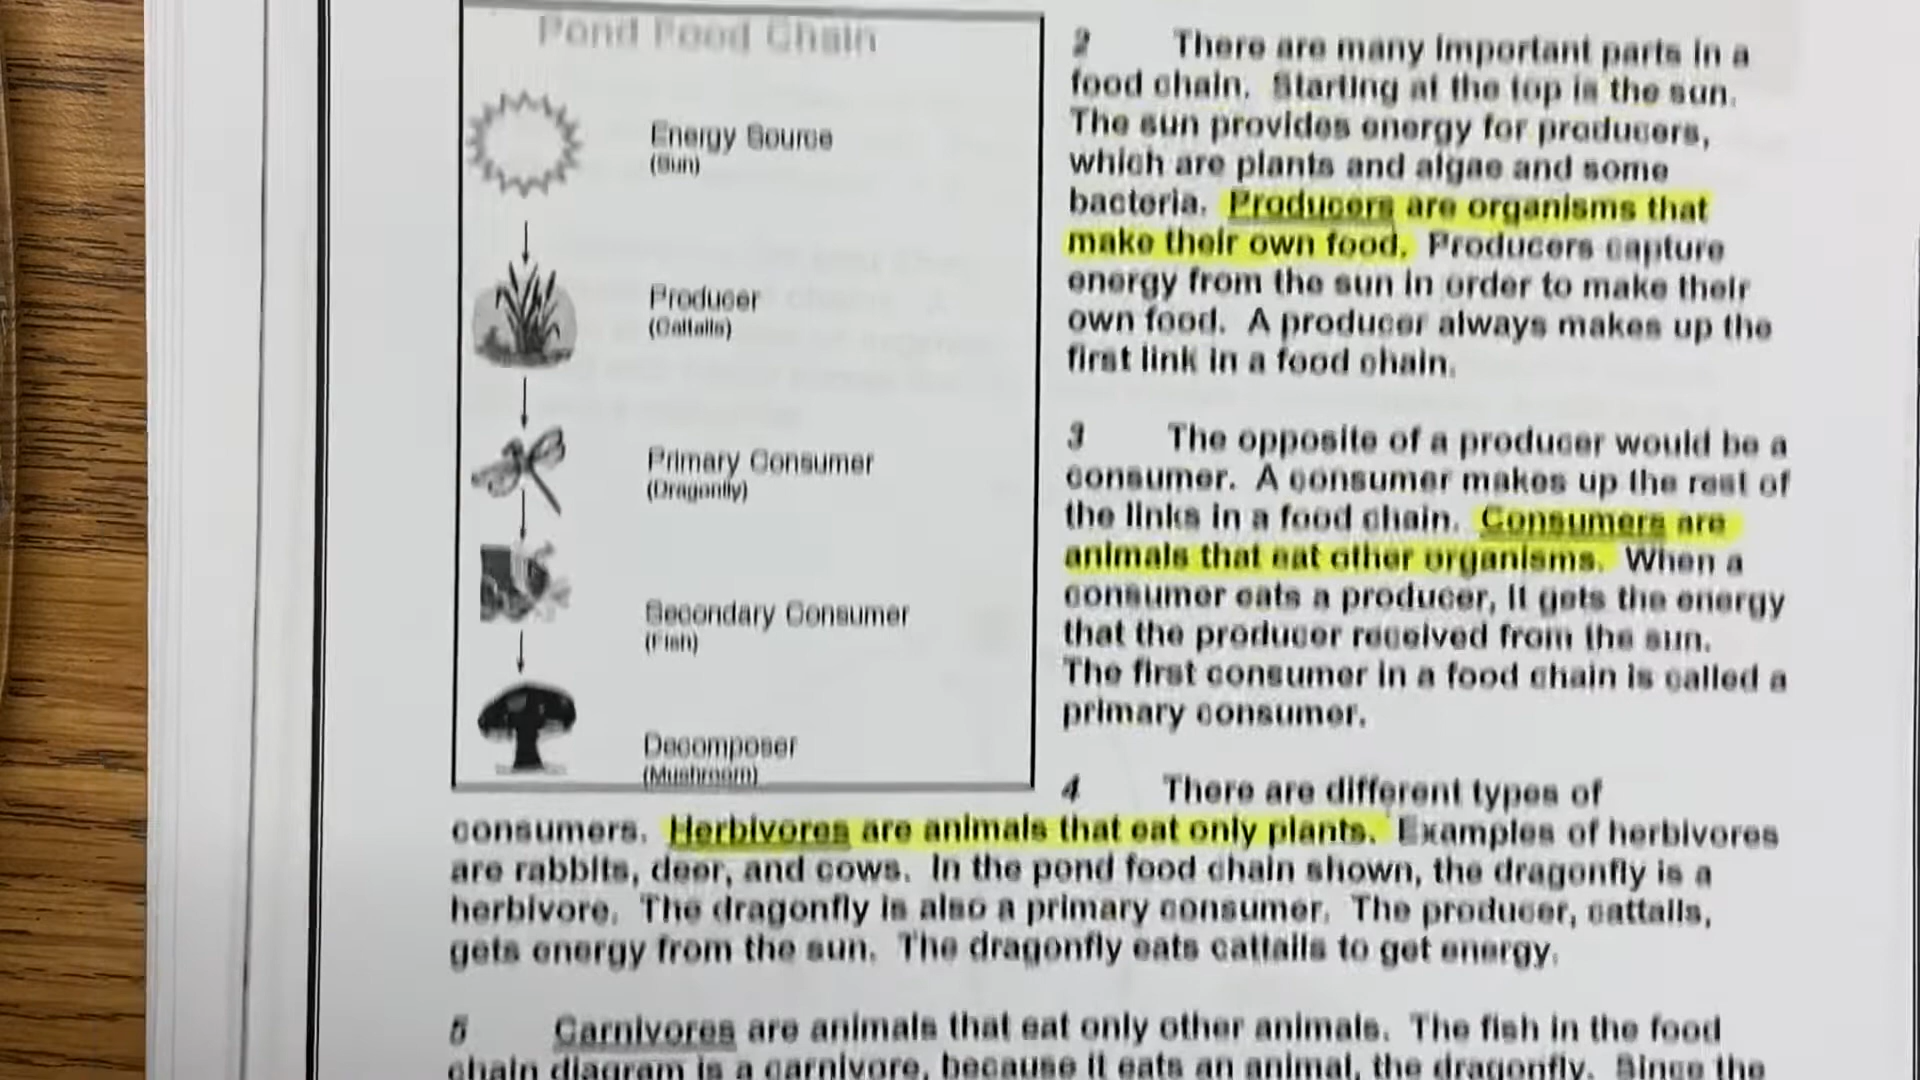 Pond Food Chain
Energy Source
(Sun)
Producer
(Cattails)
Primary Consumer
(Dragonfly)
Secondary Consumer
(Fish)
Decomposer
(Mushroom)
2 There are many important parts in a
food chain. Starting at the top is the sun.
The sun provides energy for producers,
which are plants and algae and some
bacteria. Producers are organisms that
make their own food. Producers capture
energy from the sun in order to make their
own food. A producer always makes up the
first link in a food chain.
3 The opposite of a producer would be a
consumer. A consumer makes up the rest of
the links in a food chain. Consumers are
animals that eat other organisms. When a
consumer eats a producer, it gets the energy
that the producer received from the sun.
The first consumer in a food chain is called a
primary consumer.
4 There are different types of
consumers. Herbivores are animals that eat only plants. Examples of herbivores
are rabbits, deer, and cows. In the pond food chain shown, the dragonfly is a
herbivore. The dragonfly is also a primary consumer. The producer, cattails,
gets energy from the sun. The dragonfly eats cattails to get energy.
5 Carnivores are animals that eat only other animals. The fish in the food
chain diagram is a carnivore, because it eats an animal, the dragonfly. Since the